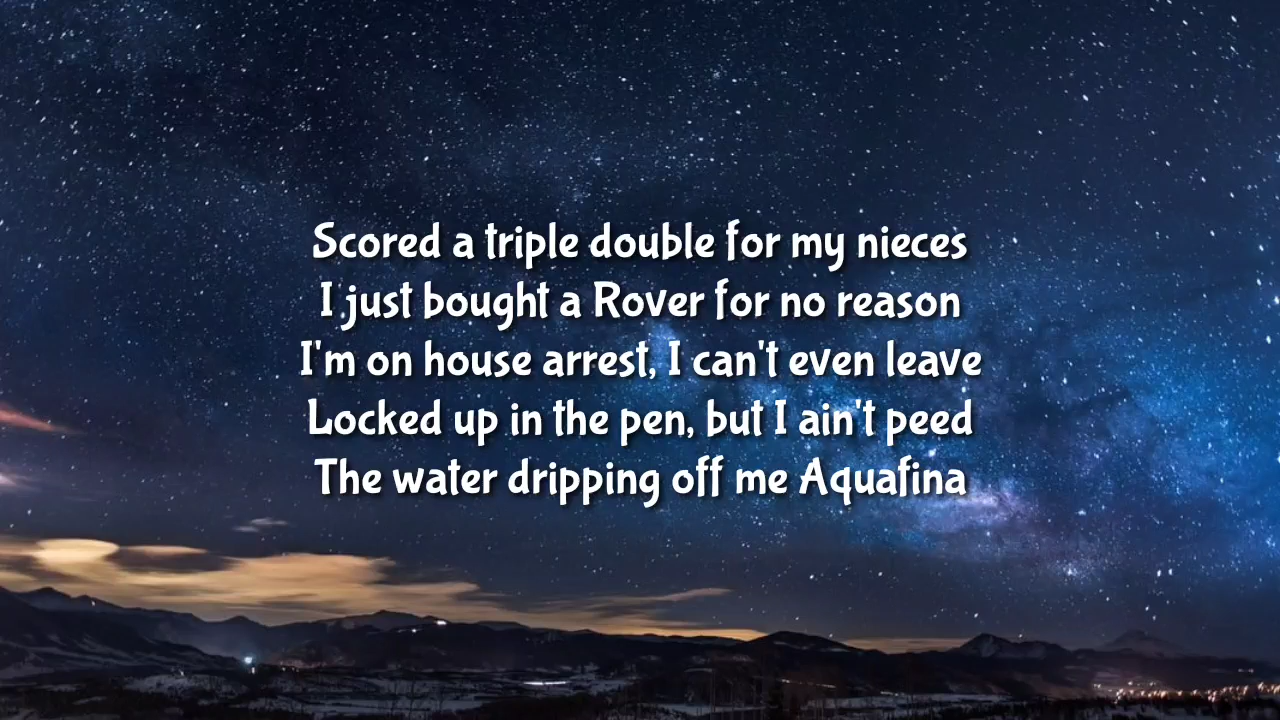 Scored a triple double for my nieces
I just bought a Rover for no reason
I'm on house arrest, I can't even leave
Locked up in the pen, but I ain't peed
The water dripping off me Aquafina